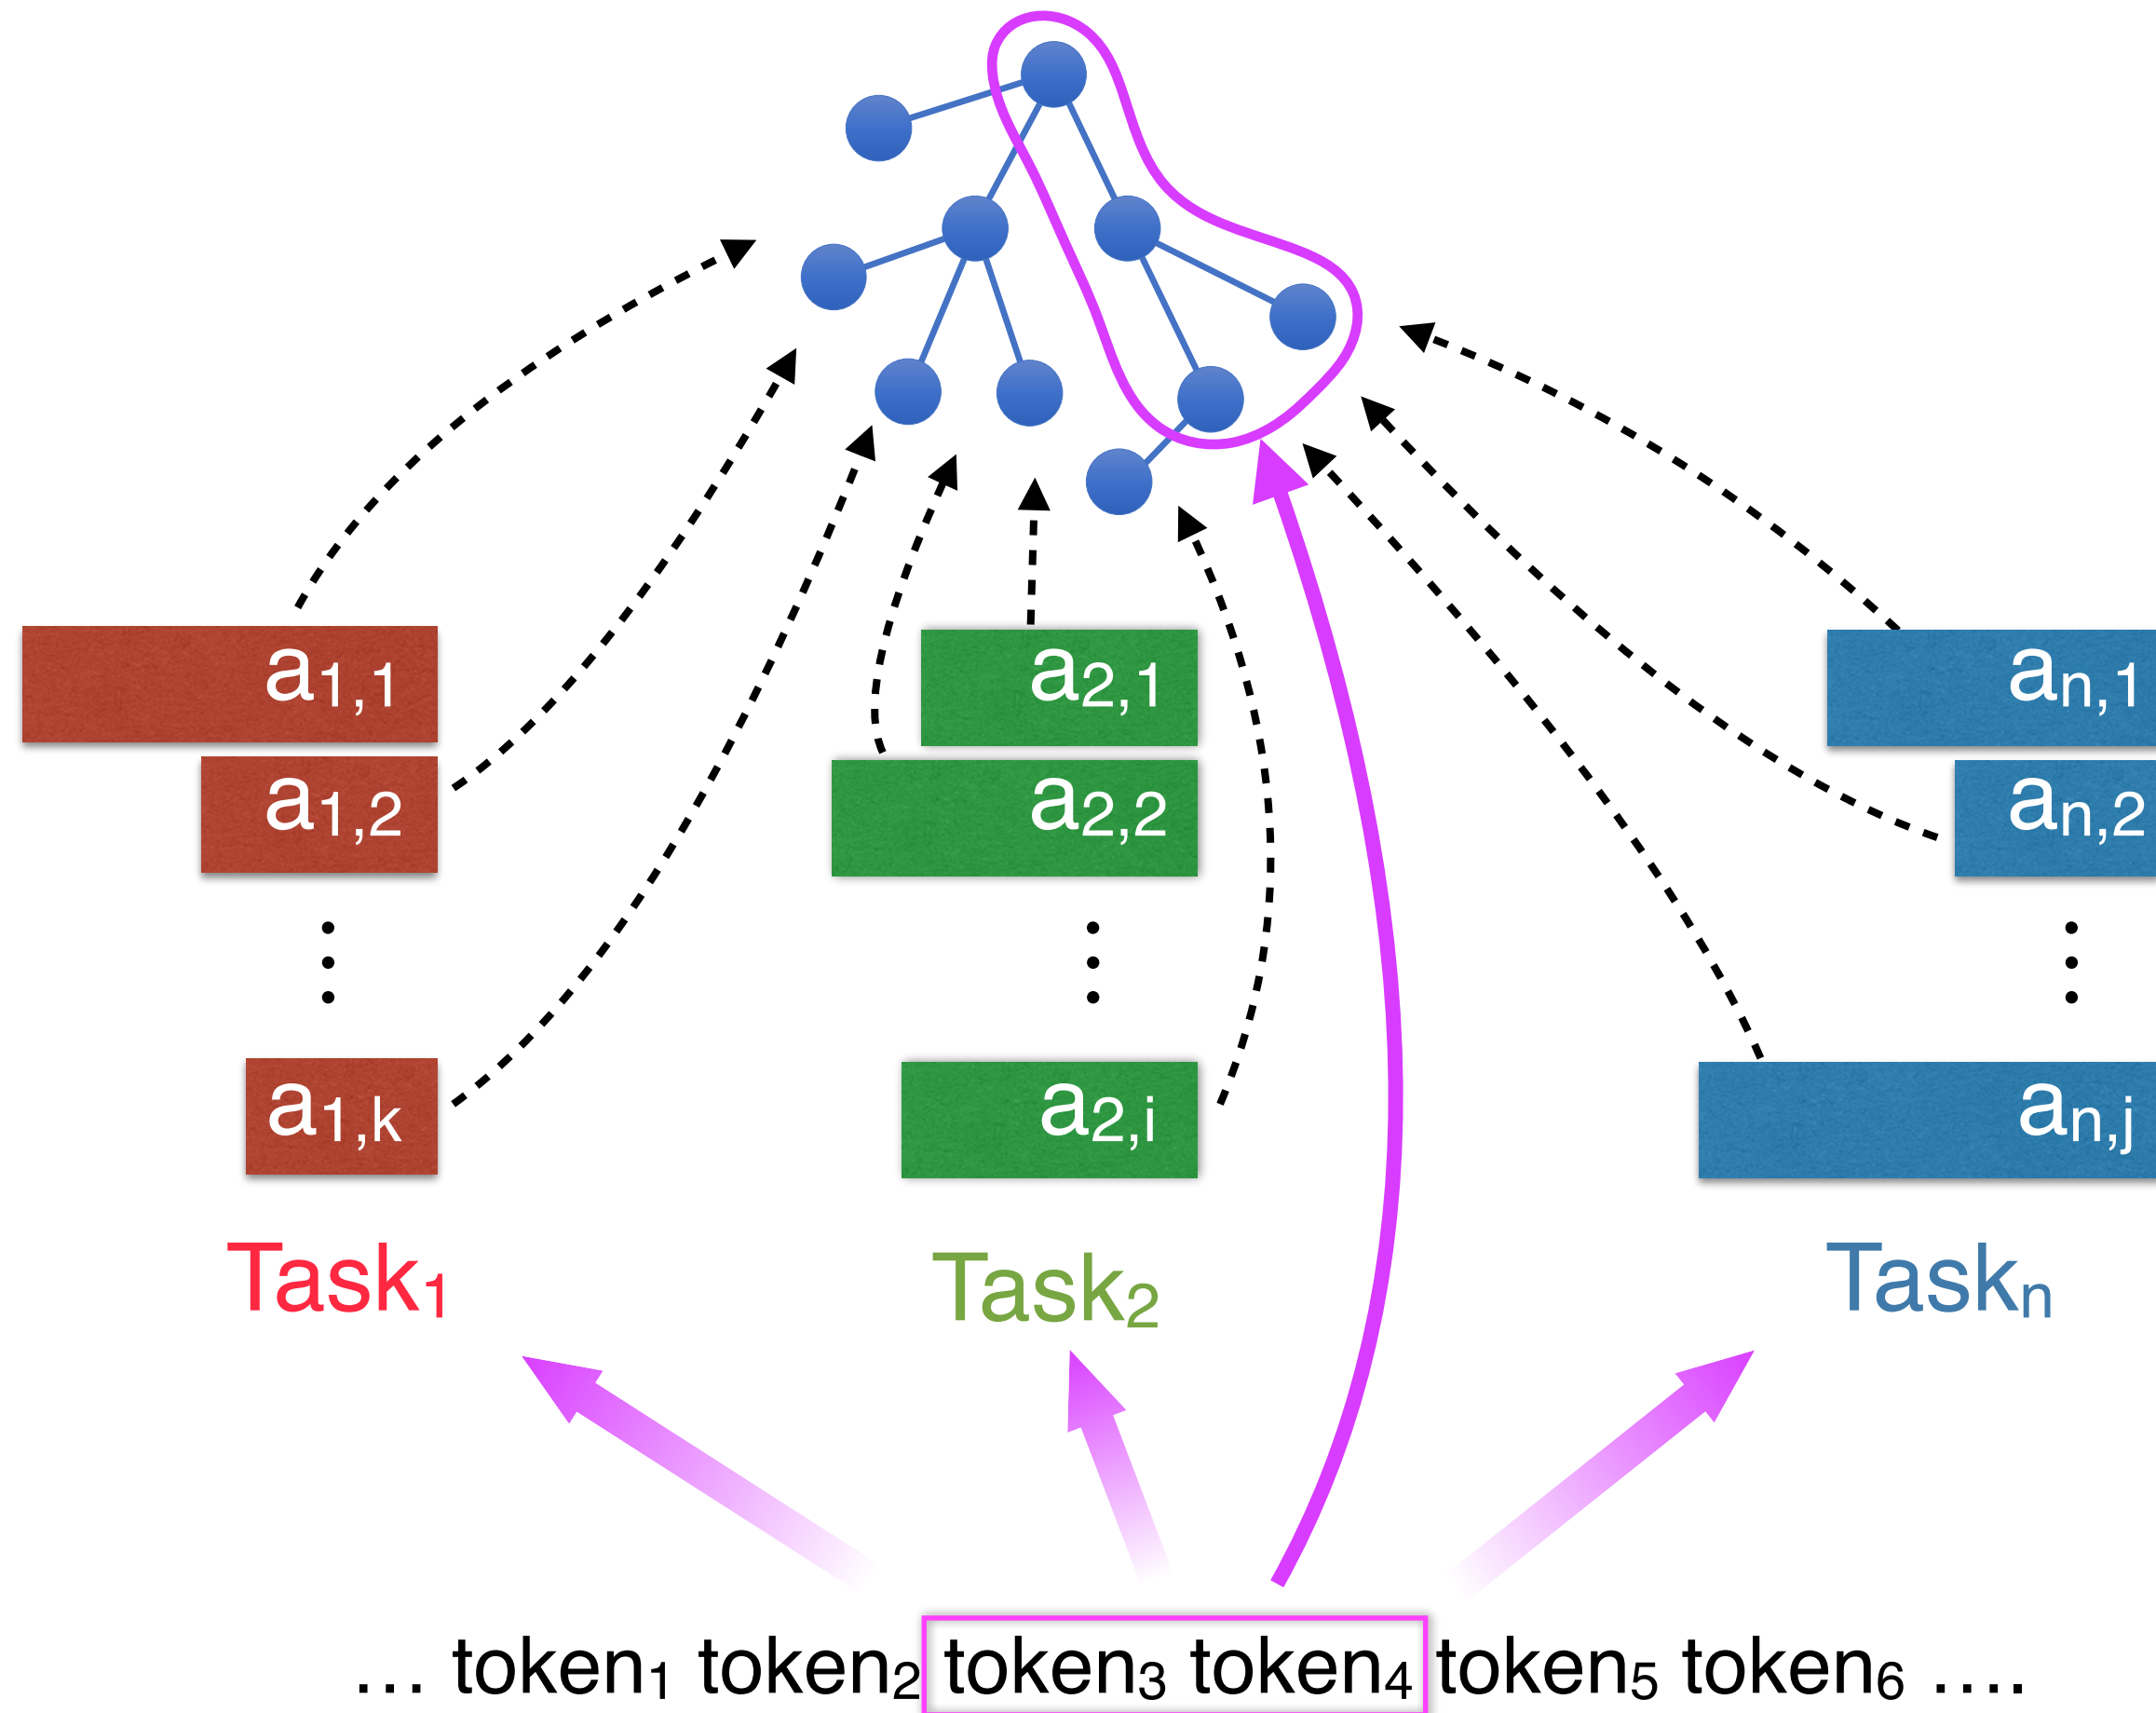 a1,1 a2,1 an,1
a1,2 a2,2 an,2
a1,k a2,i an,j
Task1 Task2 Taskn
... token1 token2 token3 token4 token5 token6 ....